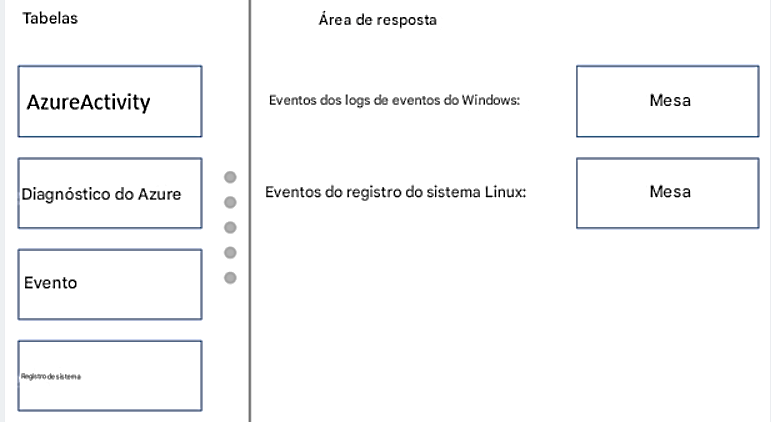 Tabelas
Área de resposta
AzureActivity
Eventos dos logs de eventos do Windows:
Mesa
Diagnóstico do Azure
Eventos do registro do sistema Linux:
Mesa
Evento
Registro de sistema